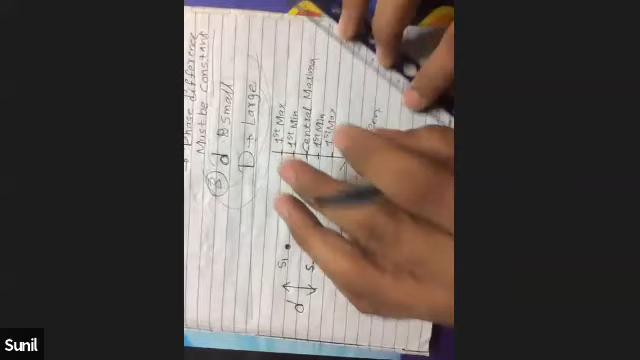 → Phase difference
Must be constant
③ d → Small
D → Large
1st Max
1st Min
Central Maxima
1st Min
1st Max
S1
d
S
Sunil